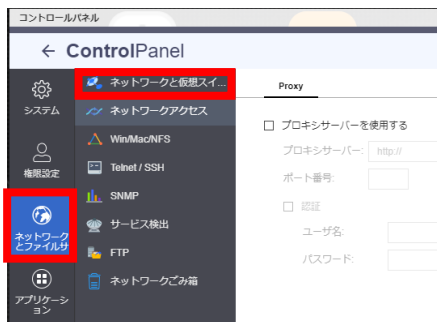 コントロールパネル
← ControlPanel
システム
権限設定
ネットワーク
とファイルサ
アプリケーシ
ョン
ネットワークと仮想スイ...
ネットワークアクセス
Win/Mac/NFS
Telnet / SSH
SNMP
サービス検出
FTP
ネットワークごみ箱
Proxy
プロキシサーバーを使用する
プロキシサーバー: http://
ポート番号:
認証
ユーザ名:
パスワード: